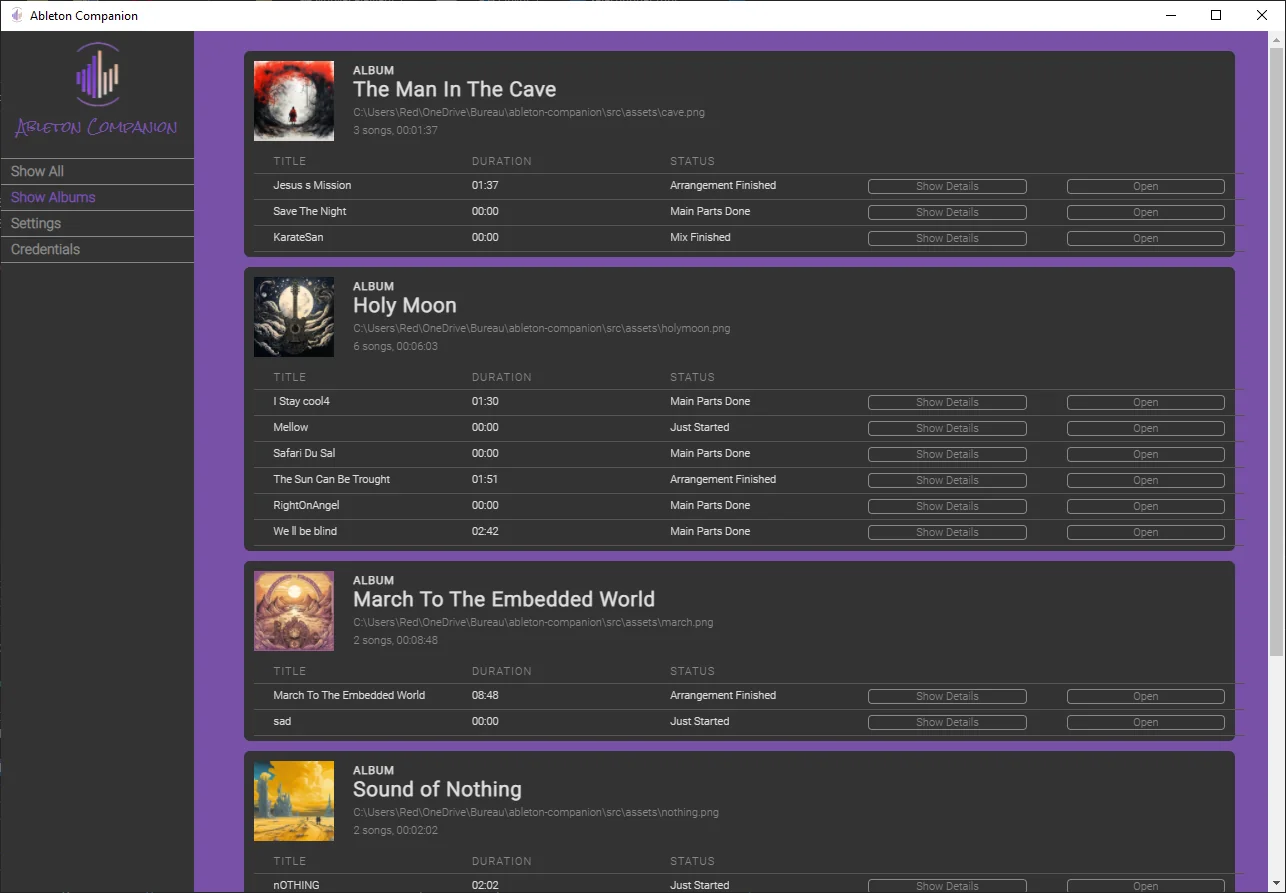 Ableton Companion
Ableton Companion
Show All
Show Albums
Settings
Credentials
ALBUM
The Man In The Cave
C:\Users\Red\OneDrive\Bureau\ableton-companion\src\assets\cave.png
3 songs, 00:01:37
TITLE DURATION STATUS
Jesus s Mission 01:37 Arrangement Finished Show Details Open
Save The Night 00:00 Main Parts Done Show Details Open
KarateSan 00:00 Mix Finished Show Details Open
ALBUM
Holy Moon
C:\Users\Red\OneDrive\Bureau\ableton-companion\src\assets\holymoon.png
6 songs, 00:06:03
TITLE DURATION STATUS
I Stay cool4 01:30 Main Parts Done Show Details Open
Mellow 00:00 Just Started Show Details Open
Safari Du Sal 00:00 Main Parts Done Show Details Open
The Sun Can Be Trought 01:51 Arrangement Finished Show Details Open
RightOnAngel 00:00 Main Parts Done Show Details Open
We ll be blind 02:42 Main Parts Done Show Details Open
ALBUM
March To The Embedded World
C:\Users\Red\OneDrive\Bureau\ableton-companion\src\assets\march.png
2 songs, 00:08:48
TITLE DURATION STATUS
March To The Embedded World 08:48 Arrangement Finished Show Details Open
sad 00:00 Just Started Show Details Open
ALBUM
Sound of Nothing
C:\Users\Red\OneDrive\Bureau\ableton-companion\src\assets\nothing.png
2 songs, 00:02:02
TITLE DURATION STATUS
nOTHING 02:02 Just Started Show Details Open